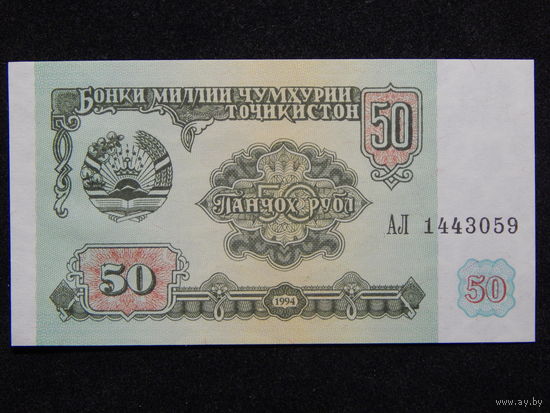 БОНКИ МИЛЛИИ ҶУМҲУРИИ
ТОҶИКИСТОН
50
50
ПАНҶОҲ РУБЛ
АЛ 1443059
50
1994
50
www.ay.by